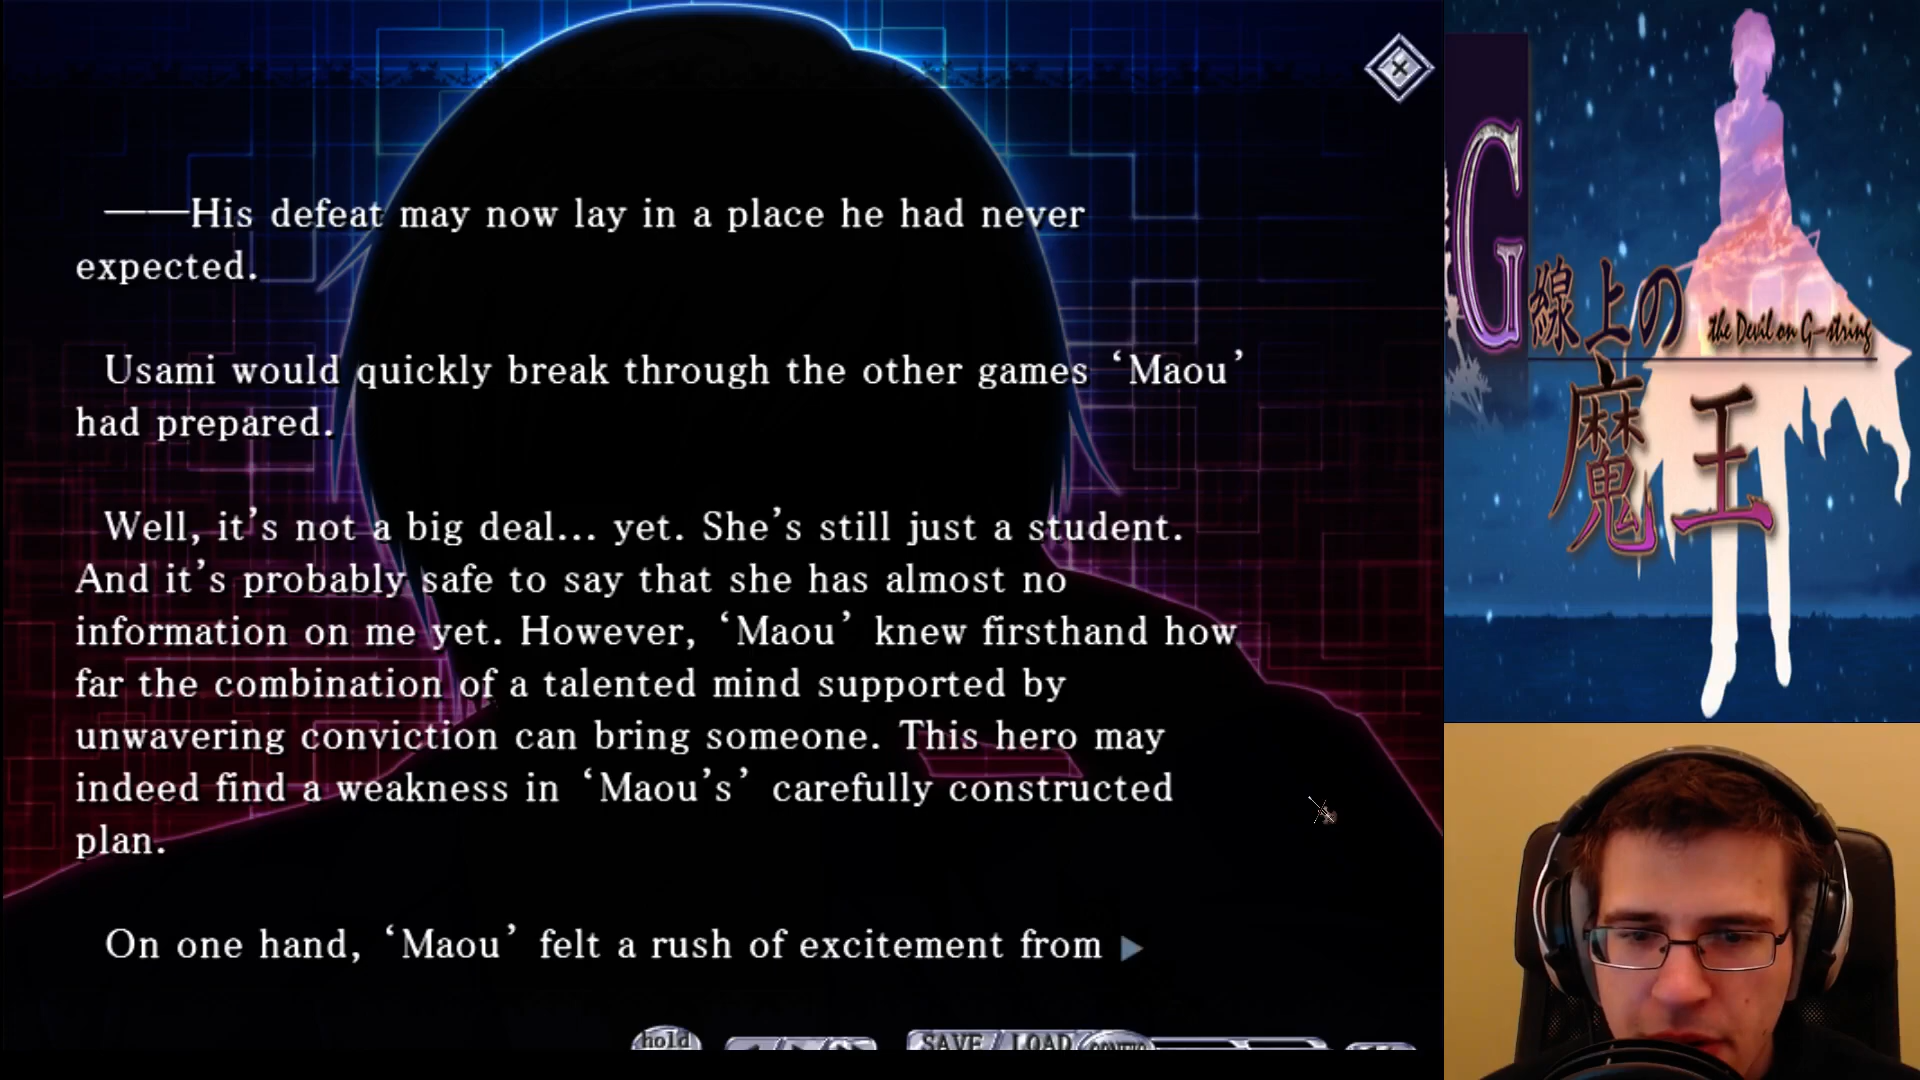 ——His defeat may now lay in a place he had never
expected.
Usami would quickly break through the other games ‘Maou’
had prepared.
Well, it’s not a big deal... yet. She’s still just a student.
And it’s probably safe to say that she has almost no
information on me yet. However, ‘Maou’ knew firsthand how
far the combination of a talented mind supported by
unwavering conviction can bring someone. This hero may
indeed find a weakness in ‘Maou’s’ carefully constructed
plan.
On one hand, ‘Maou’ felt a rush of excitement from
hold
SAVE / LOAD
G線上の
the Devil on G-string
魔王